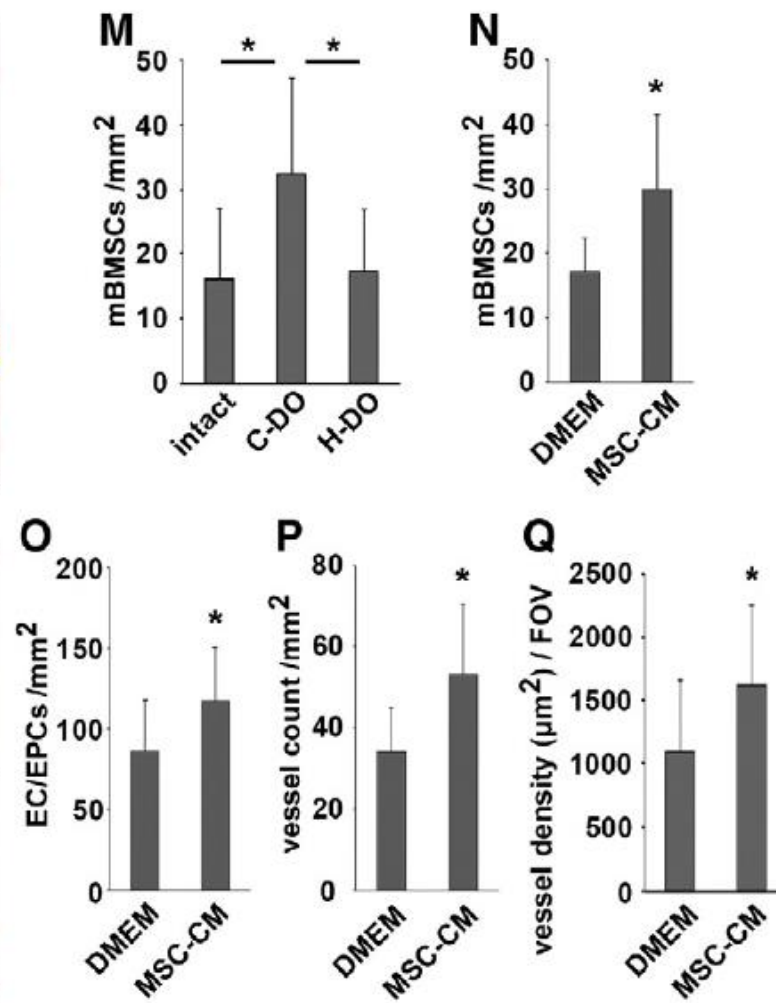 M
* *
50
40
30
20
10
0
mBMSCs /mm²
intact
C-DO
H-DO
N
*
50
40
30
20
10
0
mBMSCs /mm²
DMEM
MSC-CM
O
*
200
150
100
50
0
EC/EPCs /mm²
DMEM
MSC-CM
P
*
80
60
40
20
0
vessel count /mm²
DMEM
MSC-CM
Q
*
2500
2000
1500
1000
500
0
vessel density (µm²) / FOV
DMEM
MSC-CM